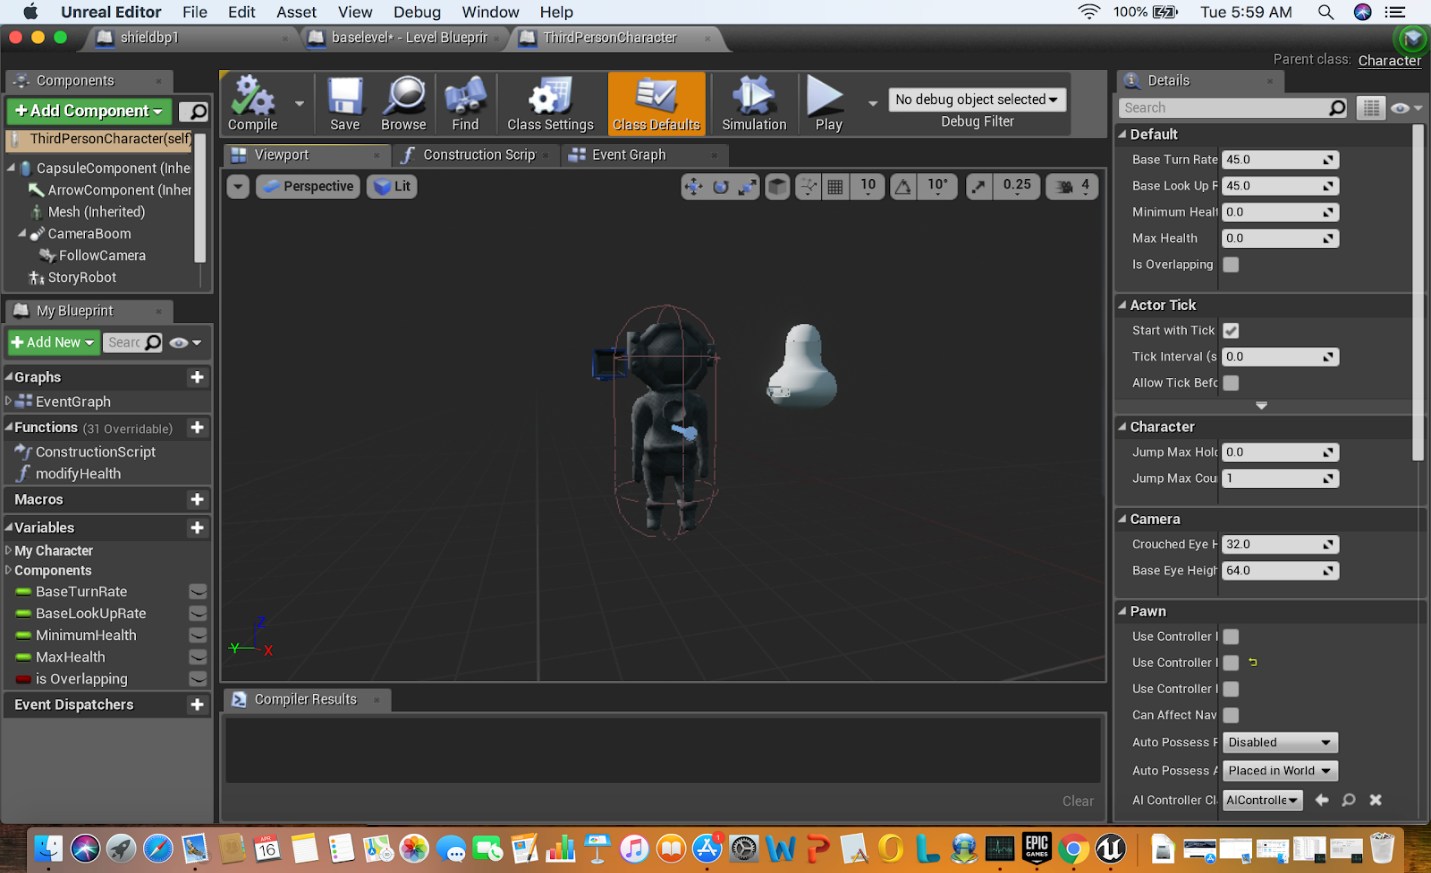 Unreal Editor File Edit Asset View Debug Window Help 100% Tue 5:59 AM
shieldbp1 baselevel* - Level Blueprir ThirdPersonCharacter
Parent class: Character
Components
+Add Component
ThirdPersonCharacter(self)
CapsuleComponent (Inhe
ArrowComponent (Inher
Mesh (Inherited)
CameraBoom
FollowCamera
StoryRobot
My Blueprint
+Add New Searc
Graphs
EventGraph
Functions (31 Overridable)
ConstructionScript
modifyHealth
Macros
Variables
My Character
Components
BaseTurnRate
BaseLookUpRate
MinimumHealth
MaxHealth
is Overlapping
Event Dispatchers
Compile Save Browse Find Class Settings Class Defaults Simulation Play
No debug object selected
Debug Filter
Viewport Construction Scrip Event Graph
Perspective Lit 10 10° 0.25 4
Z
Y X
Compiler Results
Clear
Details
Search
Default
Base Turn Rate 45.0
Base Look Up F 45.0
Minimum Healt 0.0
Max Health 0.0
Is Overlapping
Actor Tick
Start with Tick
Tick Interval (s 0.0
Allow Tick Befo
Character
Jump Max Holc 0.0
Jump Max Cou 1
Camera
Crouched Eye H 32.0
Base Eye Heigh 64.0
Pawn
Use Controller I
Use Controller I
Use Controller I
Can Affect Nav
Auto Possess F Disabled
Auto Possess A Placed in World
AI Controller Cl AIControlle
APR
16
1
EPIC
GAMES